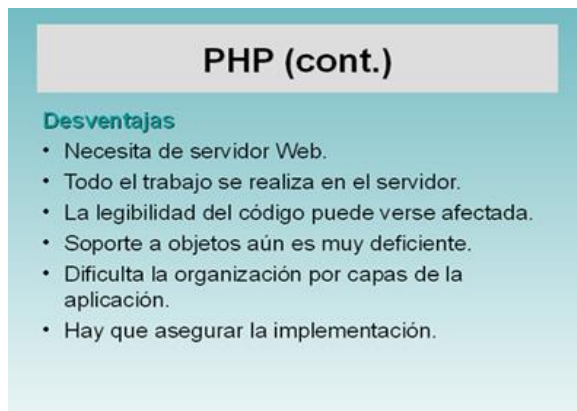 PHP (cont.)
Desventajas
• Necesita de servidor Web.
• Todo el trabajo se realiza en el servidor.
• La legibilidad del código puede verse afectada.
• Soporte a objetos aún es muy deficiente.
• Dificulta la organización por capas de la
aplicación.
• Hay que asegurar la implementación.